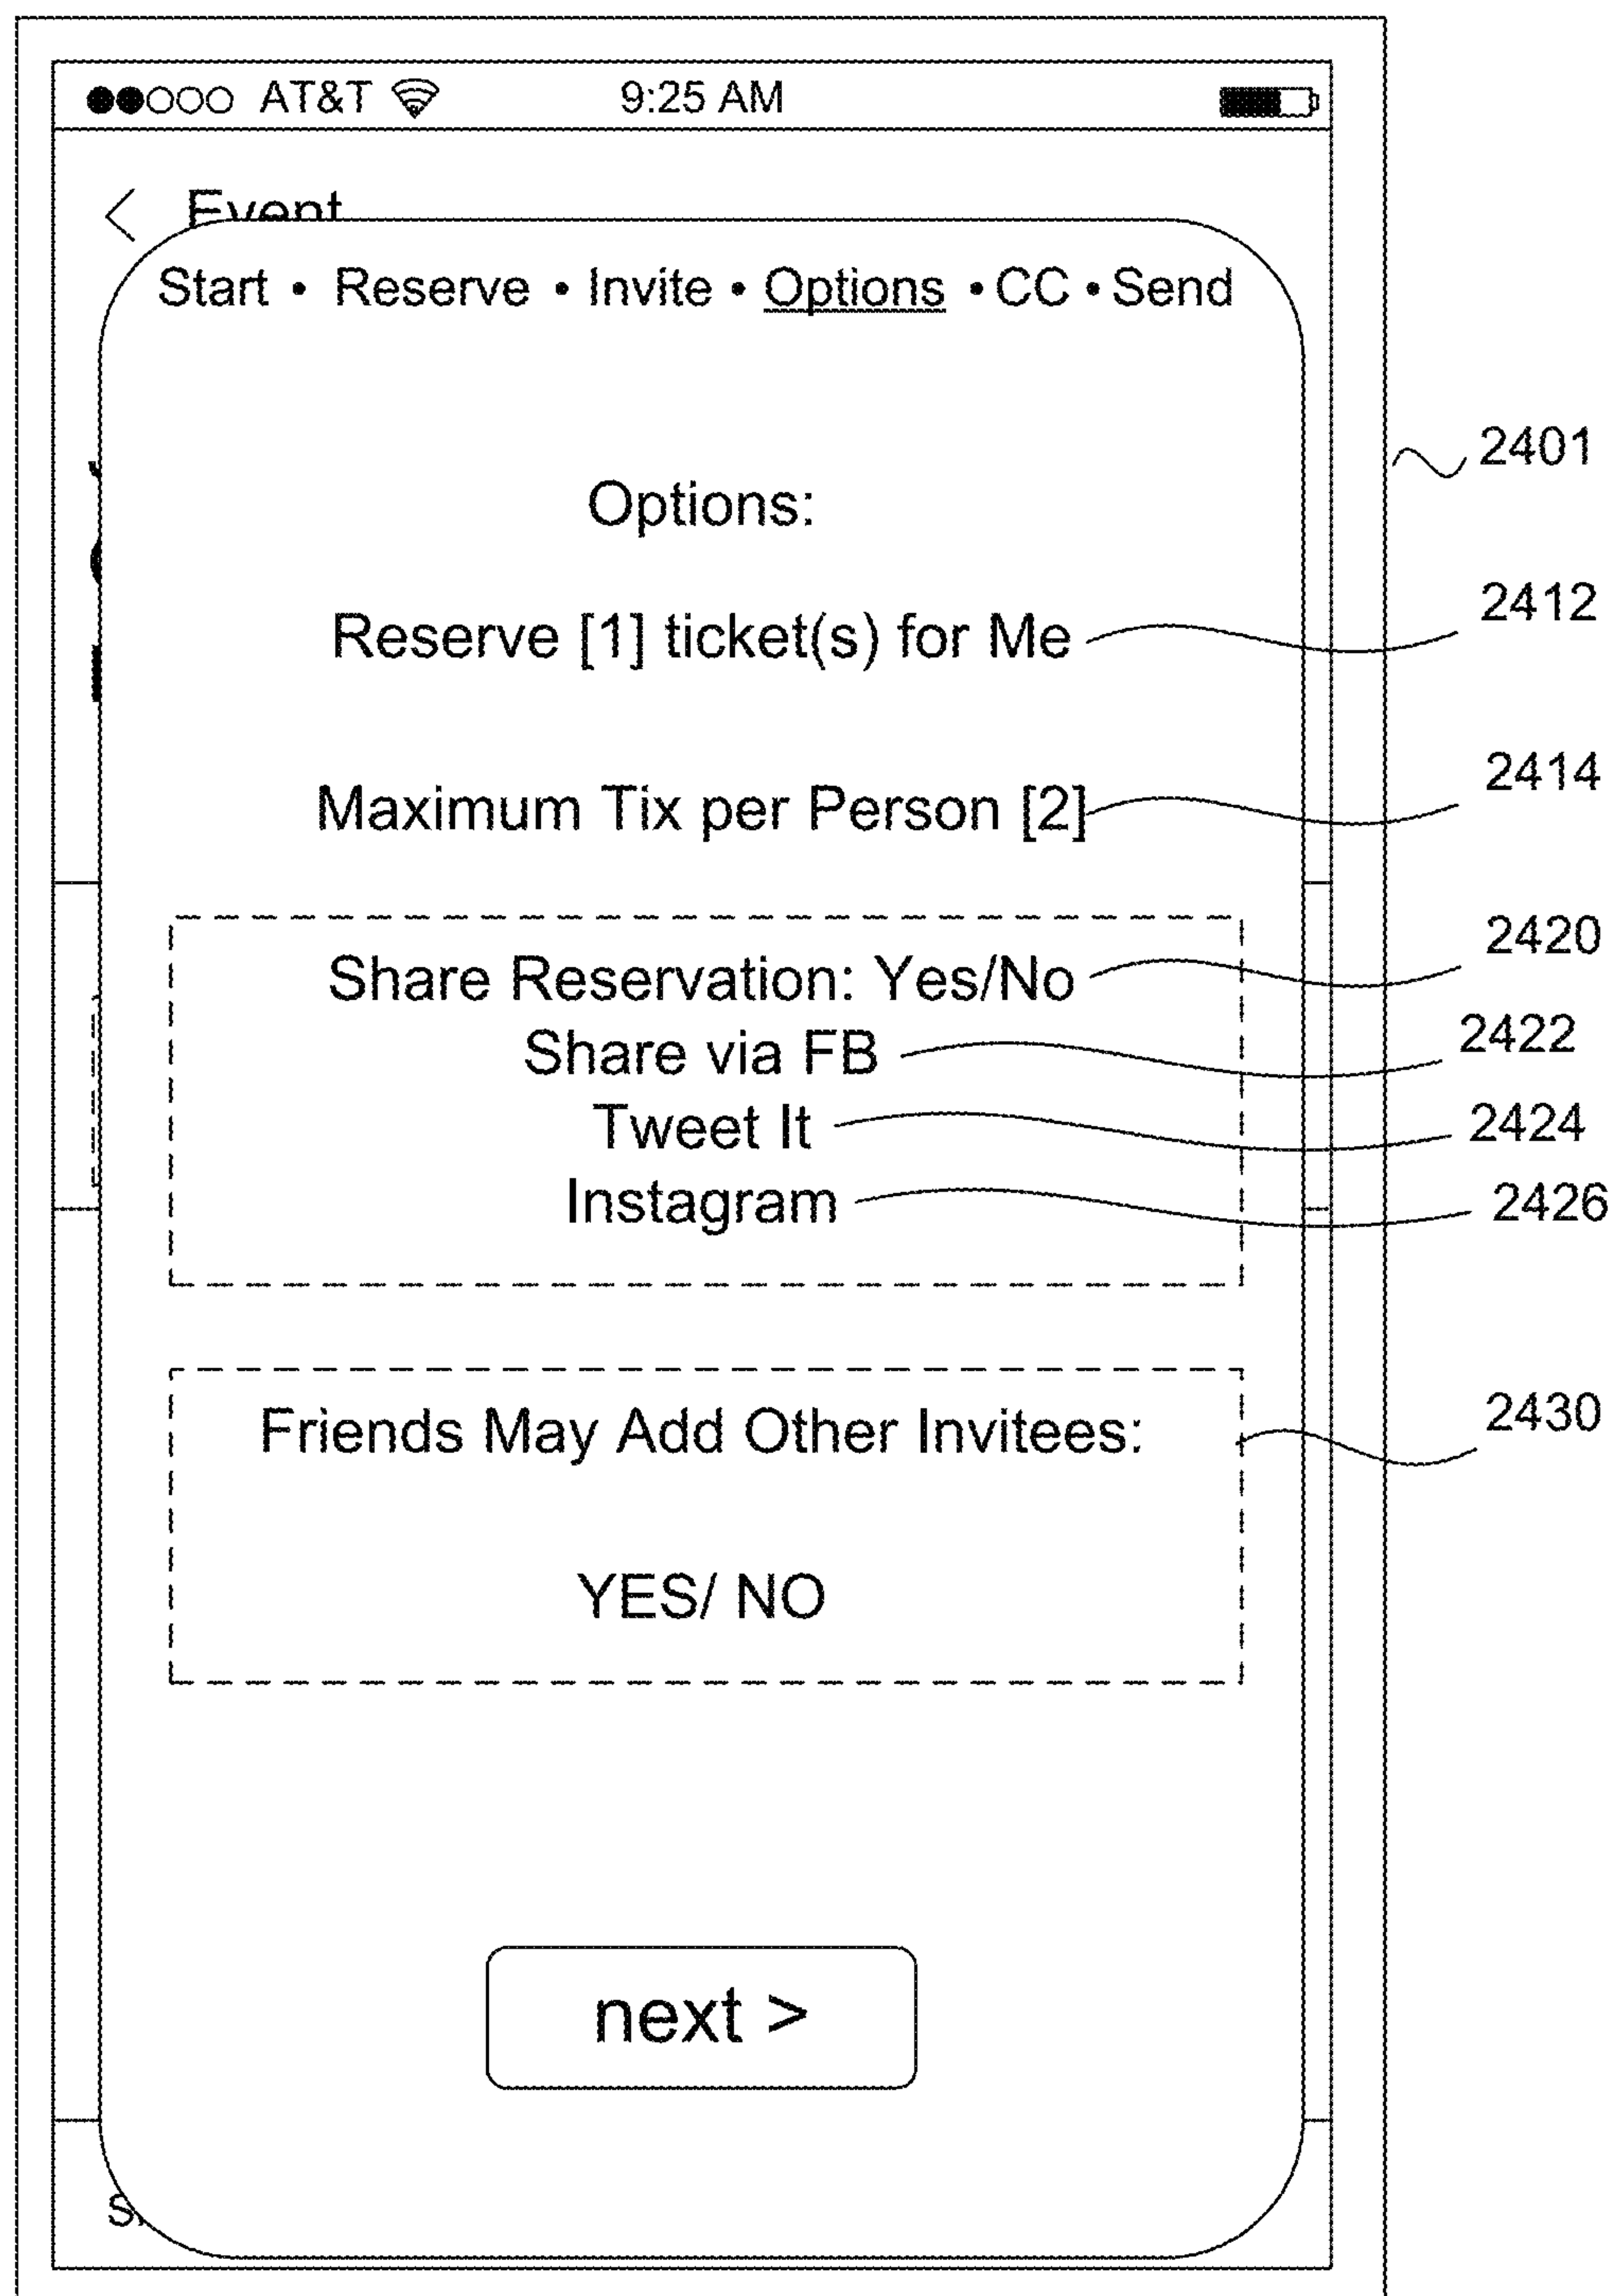 AT&T 9:25 AM
< Event
Start • Reserve • Invite • Options • CC • Send
2401
Options:
Reserve [1] ticket(s) for Me 2412
Maximum Tix per Person [2] 2414
Share Reservation: Yes/No 2420
Share via FB 2422
Tweet It 2424
Instagram 2426
Friends May Add Other Invitees: 2430
YES/ NO
next >